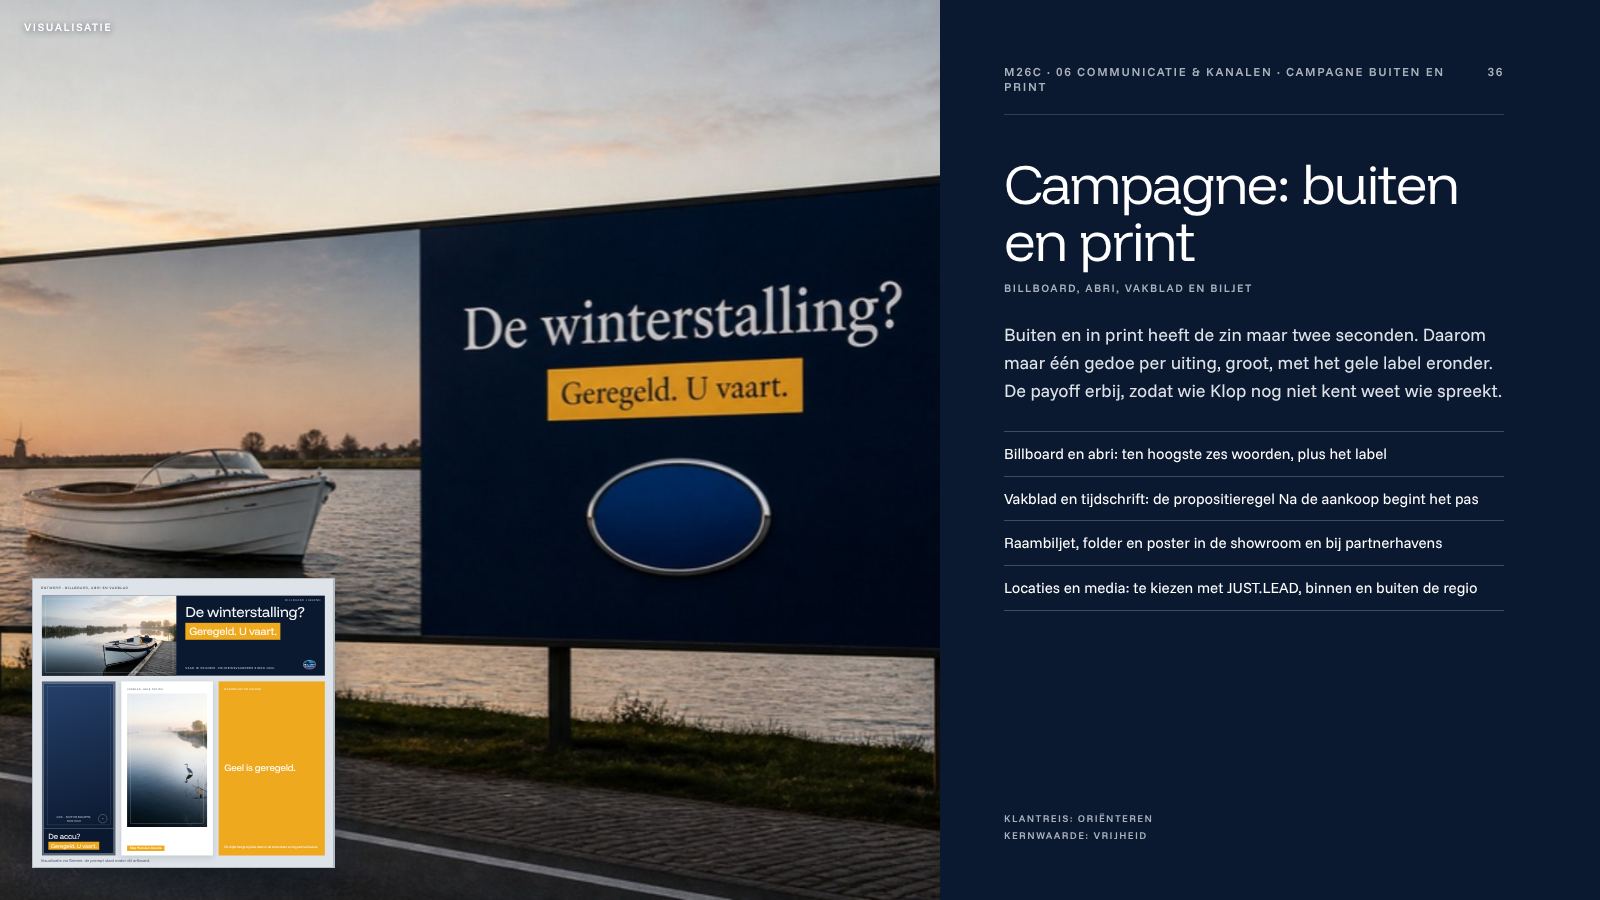 VISUALISATIE
M26C · 06 COMMUNICATIE & KANALEN · CAMPAGNE BUITEN EN PRINT
36
Campagne: buiten
en print
BILLBOARD, ABRI, VAKBLAD EN BILJET
Buiten en in print heeft de zin maar twee seconden. Daarom
maar één gedoe per uiting, groot, met het gele label eronder.
De payoff erbij, zodat wie Klop nog niet kent weet wie spreekt.
Billboard en abri: ten hoogste zes woorden, plus het label
Vakblad en tijdschrift: de propositieregel Na de aankoop begint het pas
Raambiljet, folder en poster in de showroom en bij partnerhavens
Locaties en media: te kiezen met JUST.LEAD, binnen en buiten de regio
KLANTREIS: ORIËNTEREN
KERNWAARDE: VRIJHEID
De winterstalling?
Geregeld. U vaart.
ONTWERP · BILLBOARD, ABRI EN VAKBLAD
De winterstalling?
Geregeld. U vaart.
De accu?
Geregeld. U vaart.
Geel is geregeld.